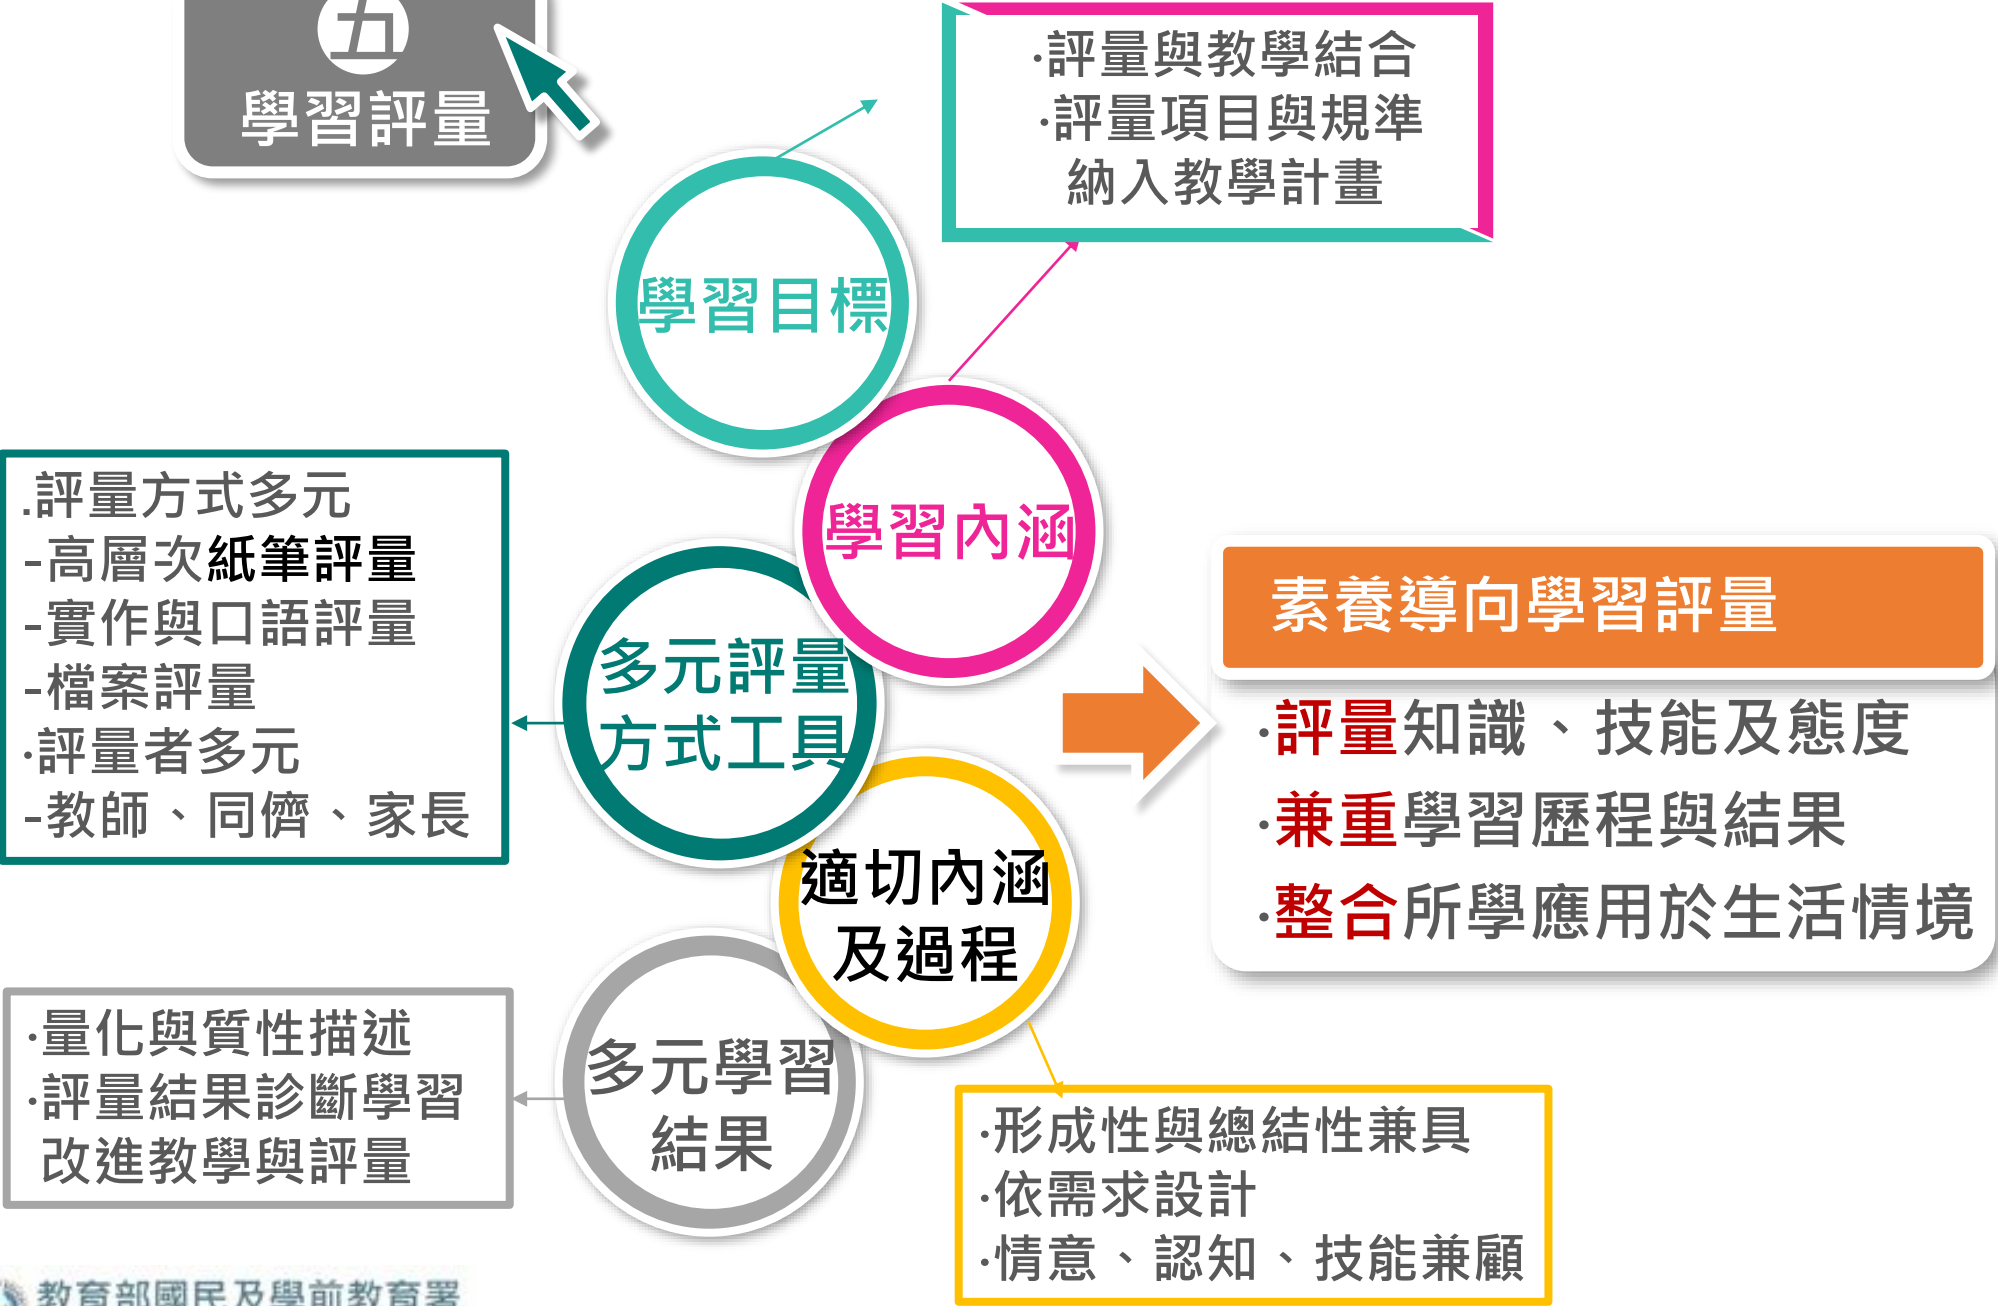 五
學習評量
·評量與教學結合
·評量項目與規準
納入教學計畫
學習目標
學習內涵
.評量方式多元
-高層次紙筆評量
-實作與口語評量
-檔案評量
·評量者多元
-教師、同儕、家長
多元評量
方式工具
素養導向學習評量
·評量知識、技能及態度
·兼重學習歷程與結果
·整合所學應用於生活情境
適切內涵
及過程
·量化與質性描述
·評量結果診斷學習
改進教學與評量
多元學習
結果
·形成性與總結性兼具
·依需求設計
·情意、認知、技能兼顧
教育部國民及學前教育署